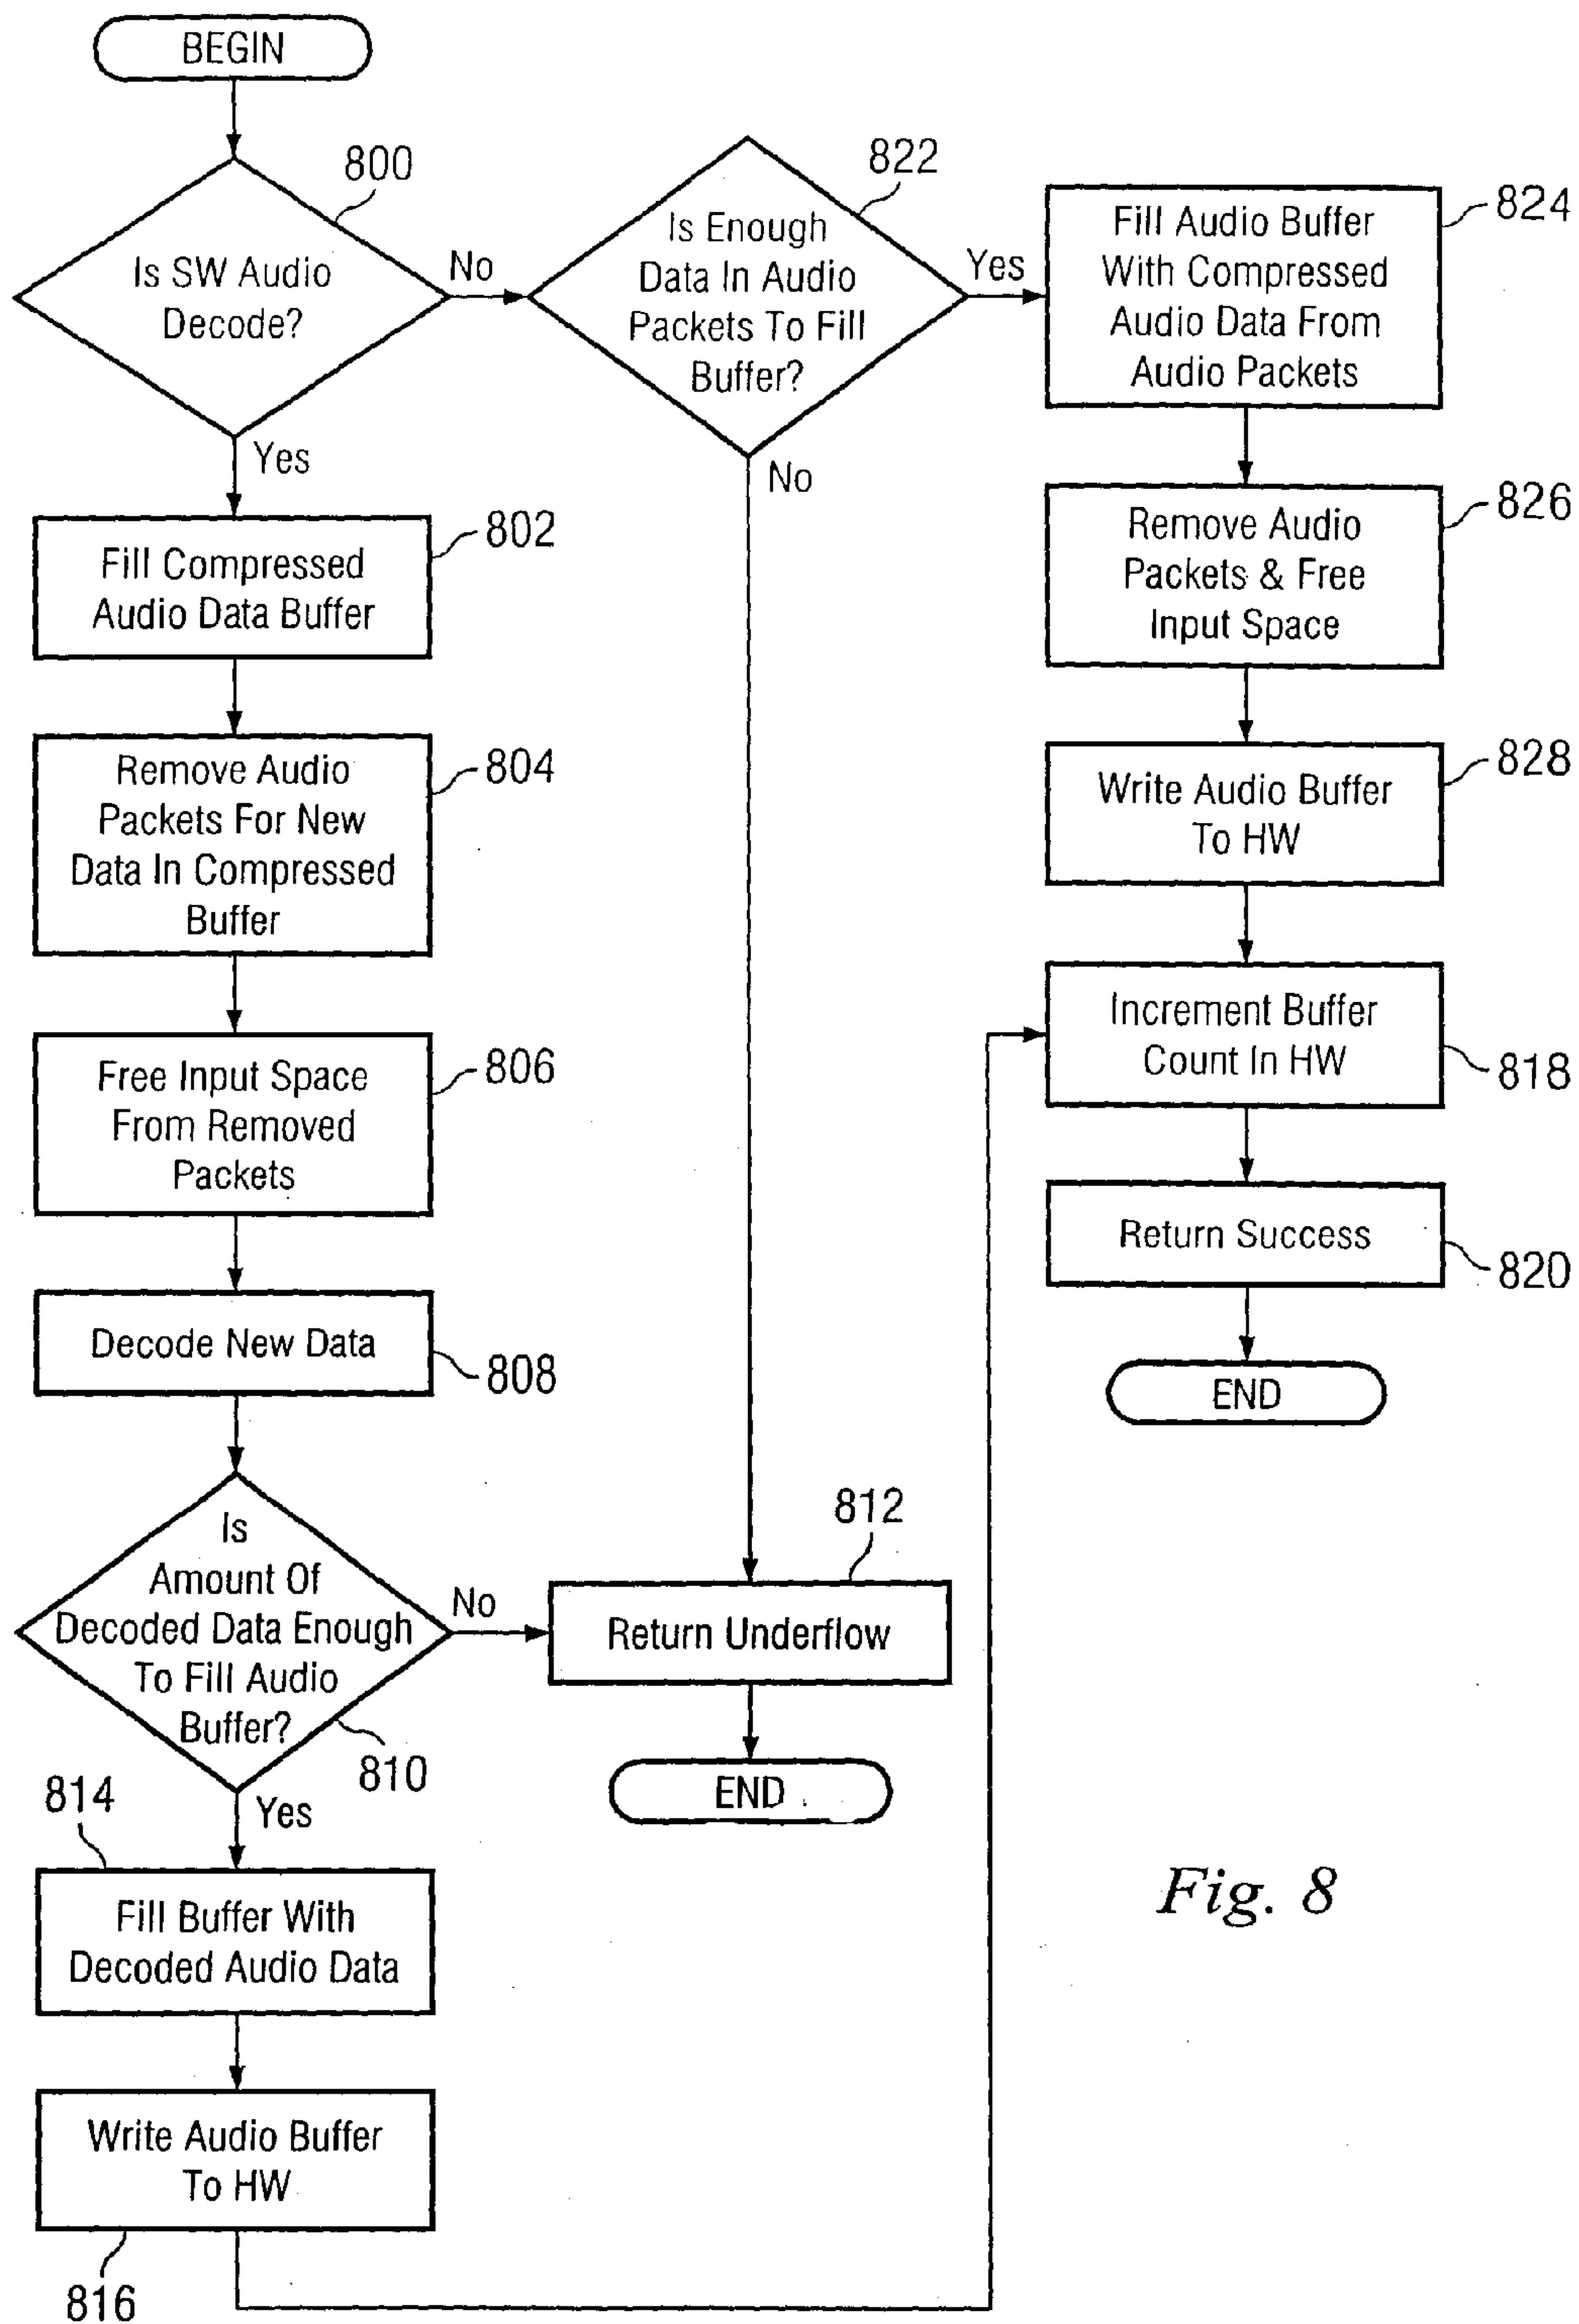 BEGIN
800
Is SW Audio
Decode?
No
Yes
822
Is Enough
Data In Audio
Packets To Fill
Buffer?
Yes
No
824
Fill Audio Buffer
With Compressed
Audio Data From
Audio Packets
826
Remove Audio
Packets & Free
Input Space
828
Write Audio Buffer
To HW
818
Increment Buffer
Count In HW
820
Return Success
END
802
Fill Compressed
Audio Data Buffer
804
Remove Audio
Packets For New
Data In Compressed
Buffer
806
Free Input Space
From Removed
Packets
808
Decode New Data
Is
Amount Of
Decoded Data Enough
To Fill Audio
Buffer?
810
No
Yes
812
Return Underflow
END
814
Fill Buffer With
Decoded Audio Data
Write Audio Buffer
To HW
816
Fig. 8